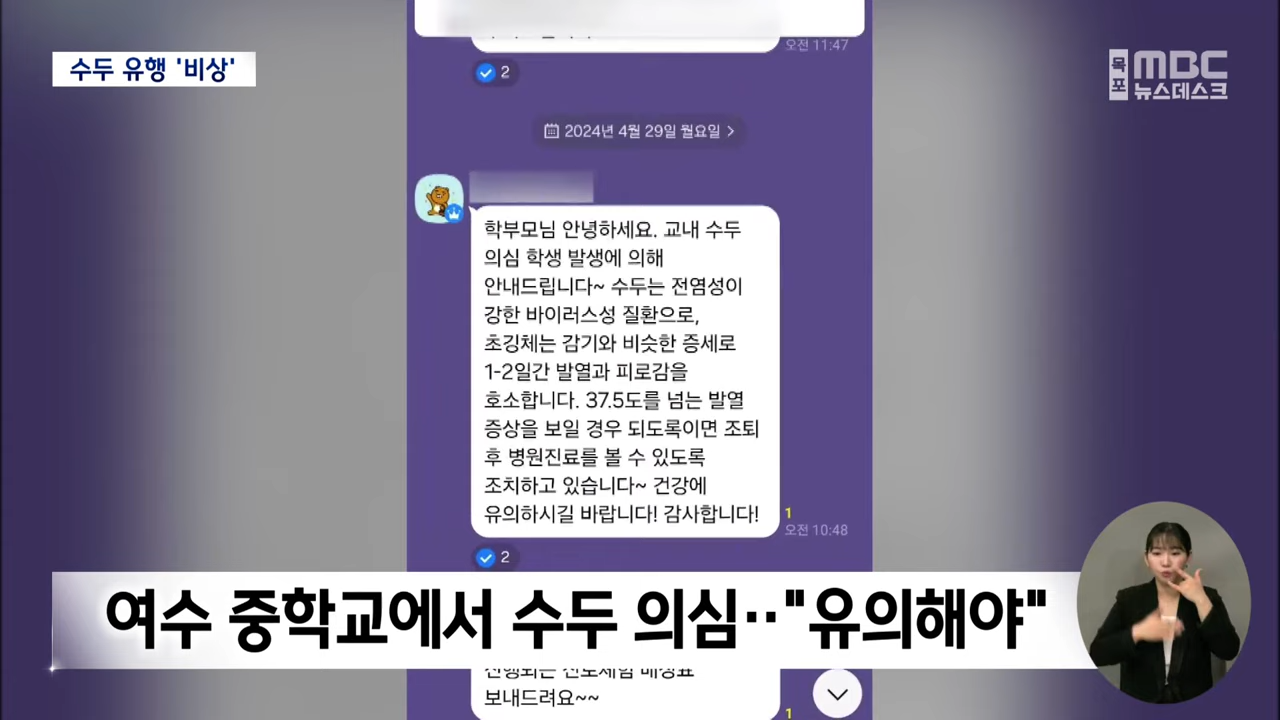 수두 유행 '비상'
목포 MBC
뉴스데스크
오전 11:47
2
2024년 4월 29일 월요일 >
학부모님 안녕하세요. 교내 수두
의심 학생 발생에 의해
안내드립니다~ 수두는 전염성이
강한 바이러스성 질환으로,
초깅체는 감기와 비슷한 증세로
1-2일간 발열과 피로감을
호소합니다. 37.5도를 넘는 발열
증상을 보일 경우 되도록이면 조퇴
후 병원진료를 볼 수 있도록
조치하고 있습니다~ 건강에
유의하시길 바랍니다! 감사합니다!
1
오전 10:48
2
여수 중학교에서 수두 의심‥"유의해야"
보내드려요~~
1